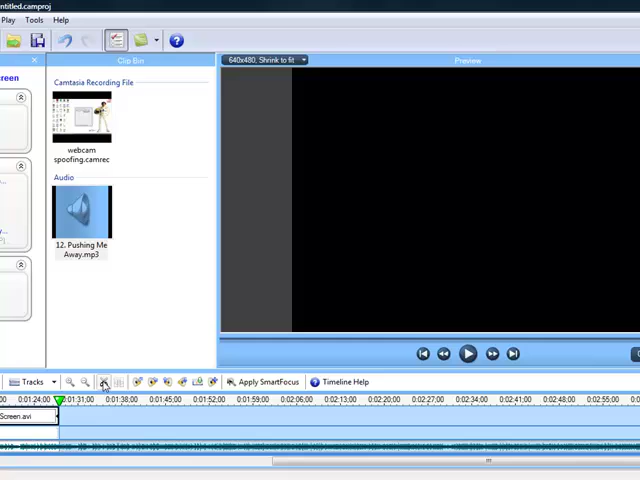 ntitled.camproj
Play Tools Help
Clip Bin
640x480, Shrink to fit
Preview
reen
Camtasia Recording File
webcam
spoofing.camrec
Audio
12. Pushing Me
Away.mp3
Tracks
Apply SmartFocus
Timeline Help
0:01:24:00 0:01:31:00 0:01:38:00 0:01:45:00 0:01:52:00 0:01:59:00 0:02:06:00 0:02:13:00 0:02:20:00 0:02:27:00 0:02:34:00 0:02:41:00 0:02:48:00 0:02:55:00
Screen.avi